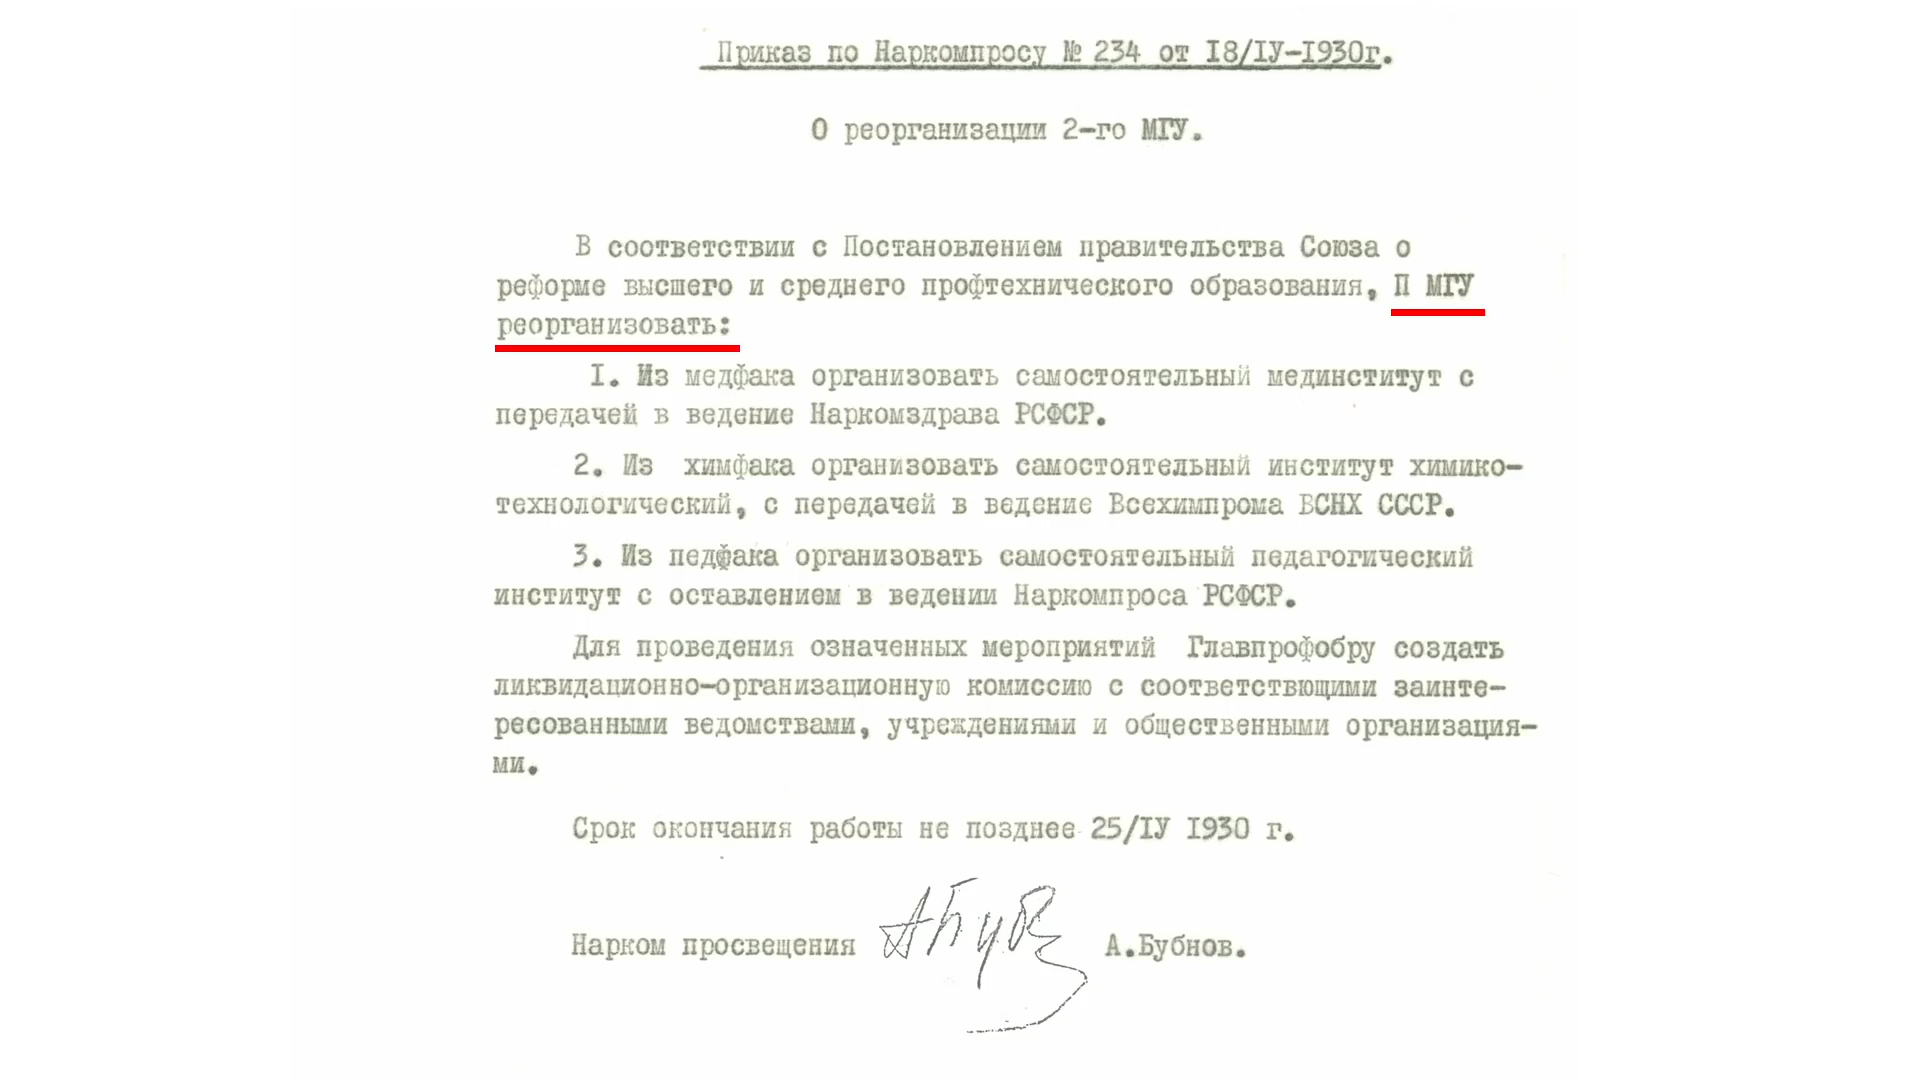 Приказ по Наркомпросу № 234 от 18/IУ-1930г.
О реорганизации 2-го МГУ.
В соответствии с Постановлением правительства Союза о
реформе высшего и среднего профтехнического образования, П МГУ
реорганизовать:
1. Из медфака организовать самостоятельный мединститут с
передачей в ведение Наркомздрава РСФСР.
2. Из химфака организовать самостоятельный институт химико-
технологический, с передачей в ведение Всехимпрома ВСНХ СССР.
3. Из педфака организовать самостоятельный педагогический
институт с оставлением в ведении Наркомпроса РСФСР.
Для проведения означенных мероприятий Главпрофобру создать
ликвидационно-организационную комиссию с соответствющими заинте-
ресованными ведомствами, учреждениями и общественными организация-
ми.
Срок окончания работы не позднее 25/IУ 1930 г.
Нарком просвещения АБуб А.Бубнов.